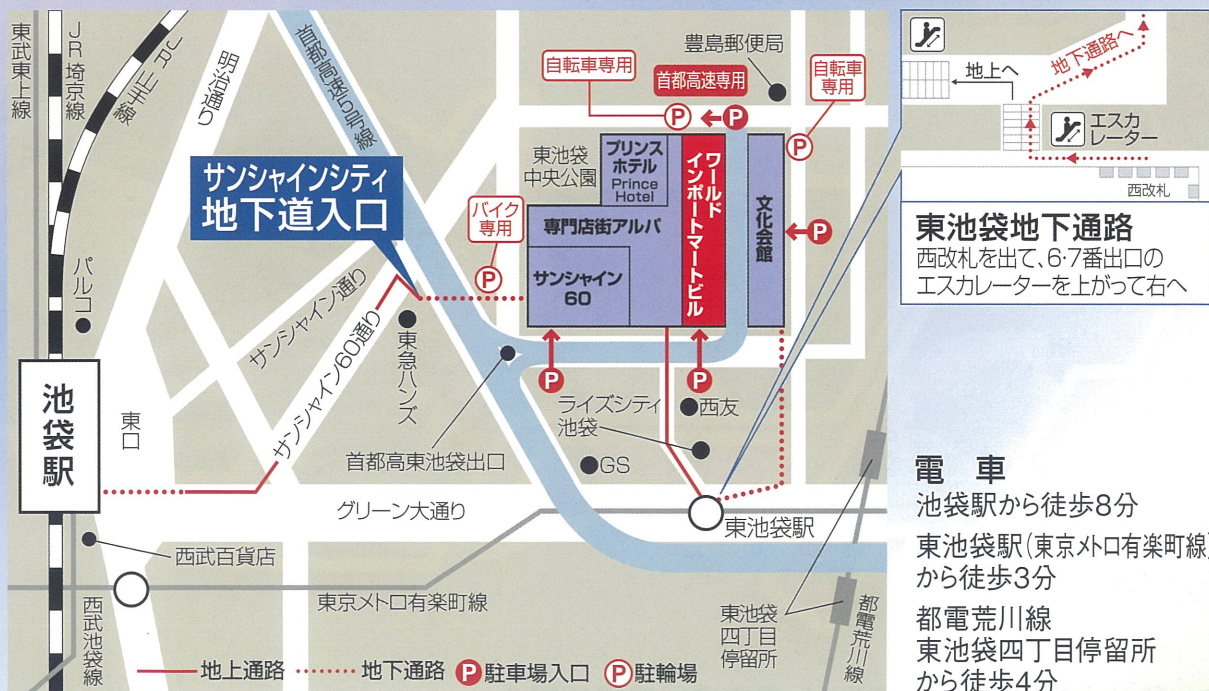 東武東上線
JR埼京線
JR山手線
明治通り
首都高速5号線
豊島郵便局
自転車専用
首都高速専用
自転車
専用
P
P
P
サンシャインシティ
地下道入口
東池袋
中央公園
プリンス
ホテル
Prince
Hotel
ワールド
インポートマートビル
文化会館
P
バイク
専用
P
専門店街アルパ
サンシャイン
60
パルコ
サンシャイン通り
サンシャイン60通り
東急ハンズ
P
P
池袋駅
東口
ライズシティ
池袋
西友
首都高東池袋出口
GS
グリーン大通り
東池袋駅
西武百貨店
東京メトロ有楽町線
西武池袋線
東池袋
四丁目
停留所
都電荒川線
地上通路
地下通路
P駐車場入口
P駐輪場
地上へ
地下通路へ
エスカ
レーター
西改札
東池袋地下通路
西改札を出て、6・7番出口の
エスカレーターを上がって右へ
電 車
池袋駅から徒歩8分
東池袋駅(東京メトロ有楽町線)
から徒歩3分
都電荒川線
東池袋四丁目停留所
から徒歩4分